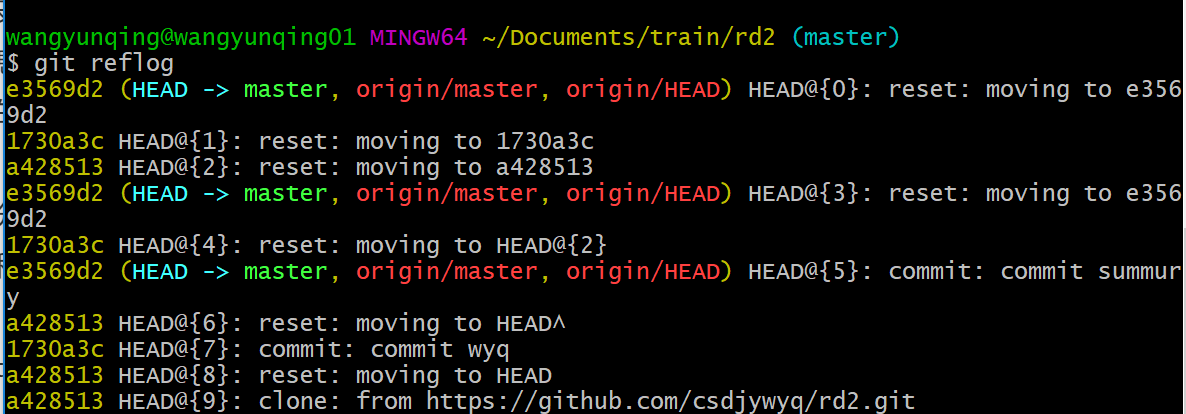 wangyunqing@wangyunqing01 MINGW64 ~/Documents/train/rd2 (master)
$ git reflog
e3569d2 (HEAD -> master, origin/master, origin/HEAD) HEAD@{0}: reset: moving to e356
9d2
1730a3c HEAD@{1}: reset: moving to 1730a3c
a428513 HEAD@{2}: reset: moving to a428513
e3569d2 (HEAD -> master, origin/master, origin/HEAD) HEAD@{3}: reset: moving to e356
9d2
1730a3c HEAD@{4}: reset: moving to HEAD@{2}
e3569d2 (HEAD -> master, origin/master, origin/HEAD) HEAD@{5}: commit: commit summur
y
a428513 HEAD@{6}: reset: moving to HEAD^
1730a3c HEAD@{7}: commit: commit wyq
a428513 HEAD@{8}: reset: moving to HEAD
a428513 HEAD@{9}: clone: from https://github.com/csdjywyq/rd2.git